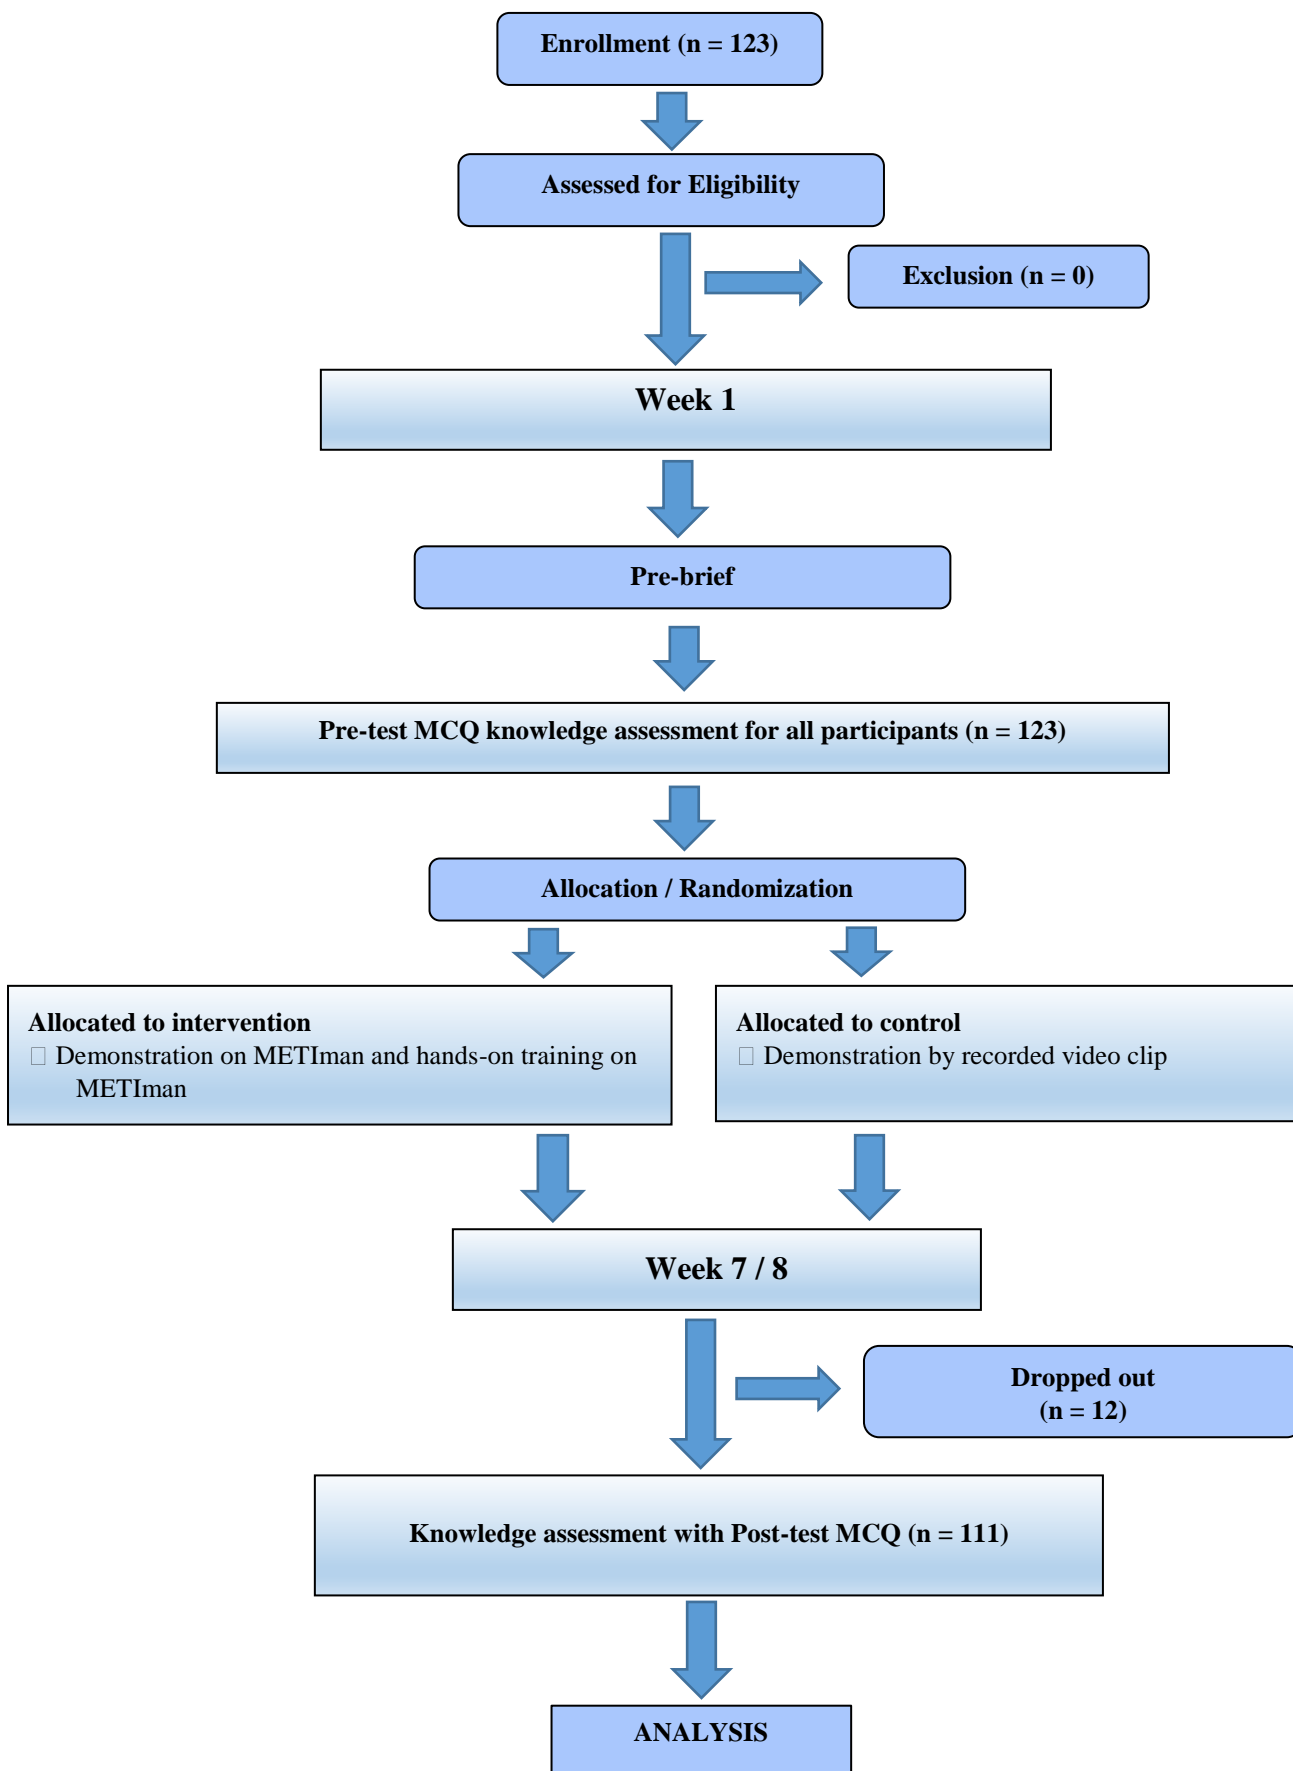 Enrollment (n = 123)
Assessed for Eligibility
Exclusion (n = 0)
Week 1
Pre-brief
Pre-test MCQ knowledge assessment for all participants (n = 123)
Allocation / Randomization
Allocated to intervention
□ Demonstration on METIman and hands-on training on
METIman
Allocated to control
□ Demonstration by recorded video clip
Week 7 / 8
Dropped out
(n = 12)
Knowledge assessment with Post-test MCQ (n = 111)
ANALYSIS